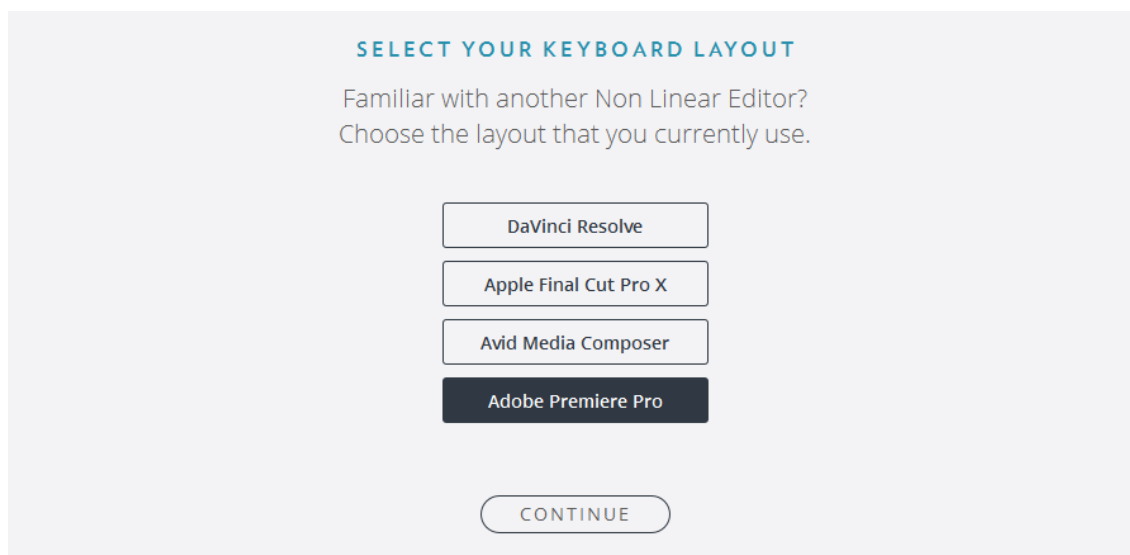 SELECT YOUR KEYBOARD LAYOUT
Familiar with another Non Linear Editor?
Choose the layout that you currently use.
DaVinci Resolve
Apple Final Cut Pro X
Avid Media Composer
Adobe Premiere Pro
CONTINUE